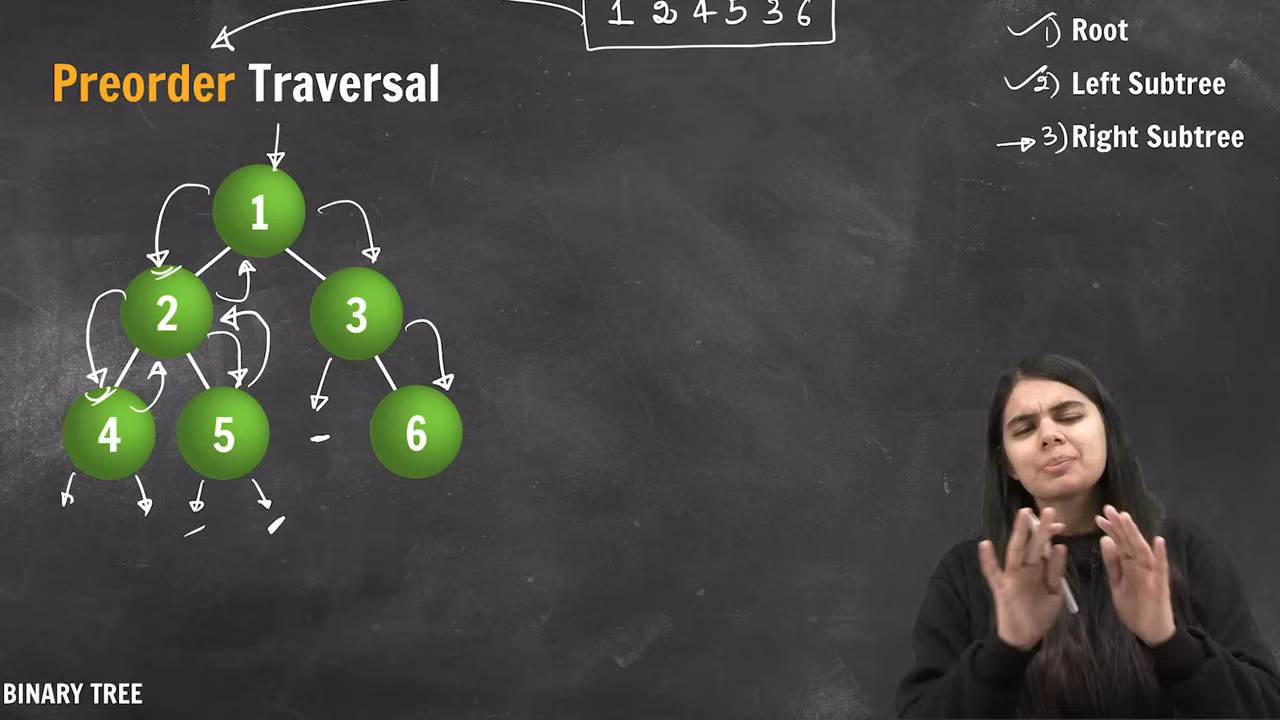 1 2 4 5 3 6
Preorder Traversal
1) Root
2) Left Subtree
3) Right Subtree
1
2 3
4 5 6
BINARY TREE